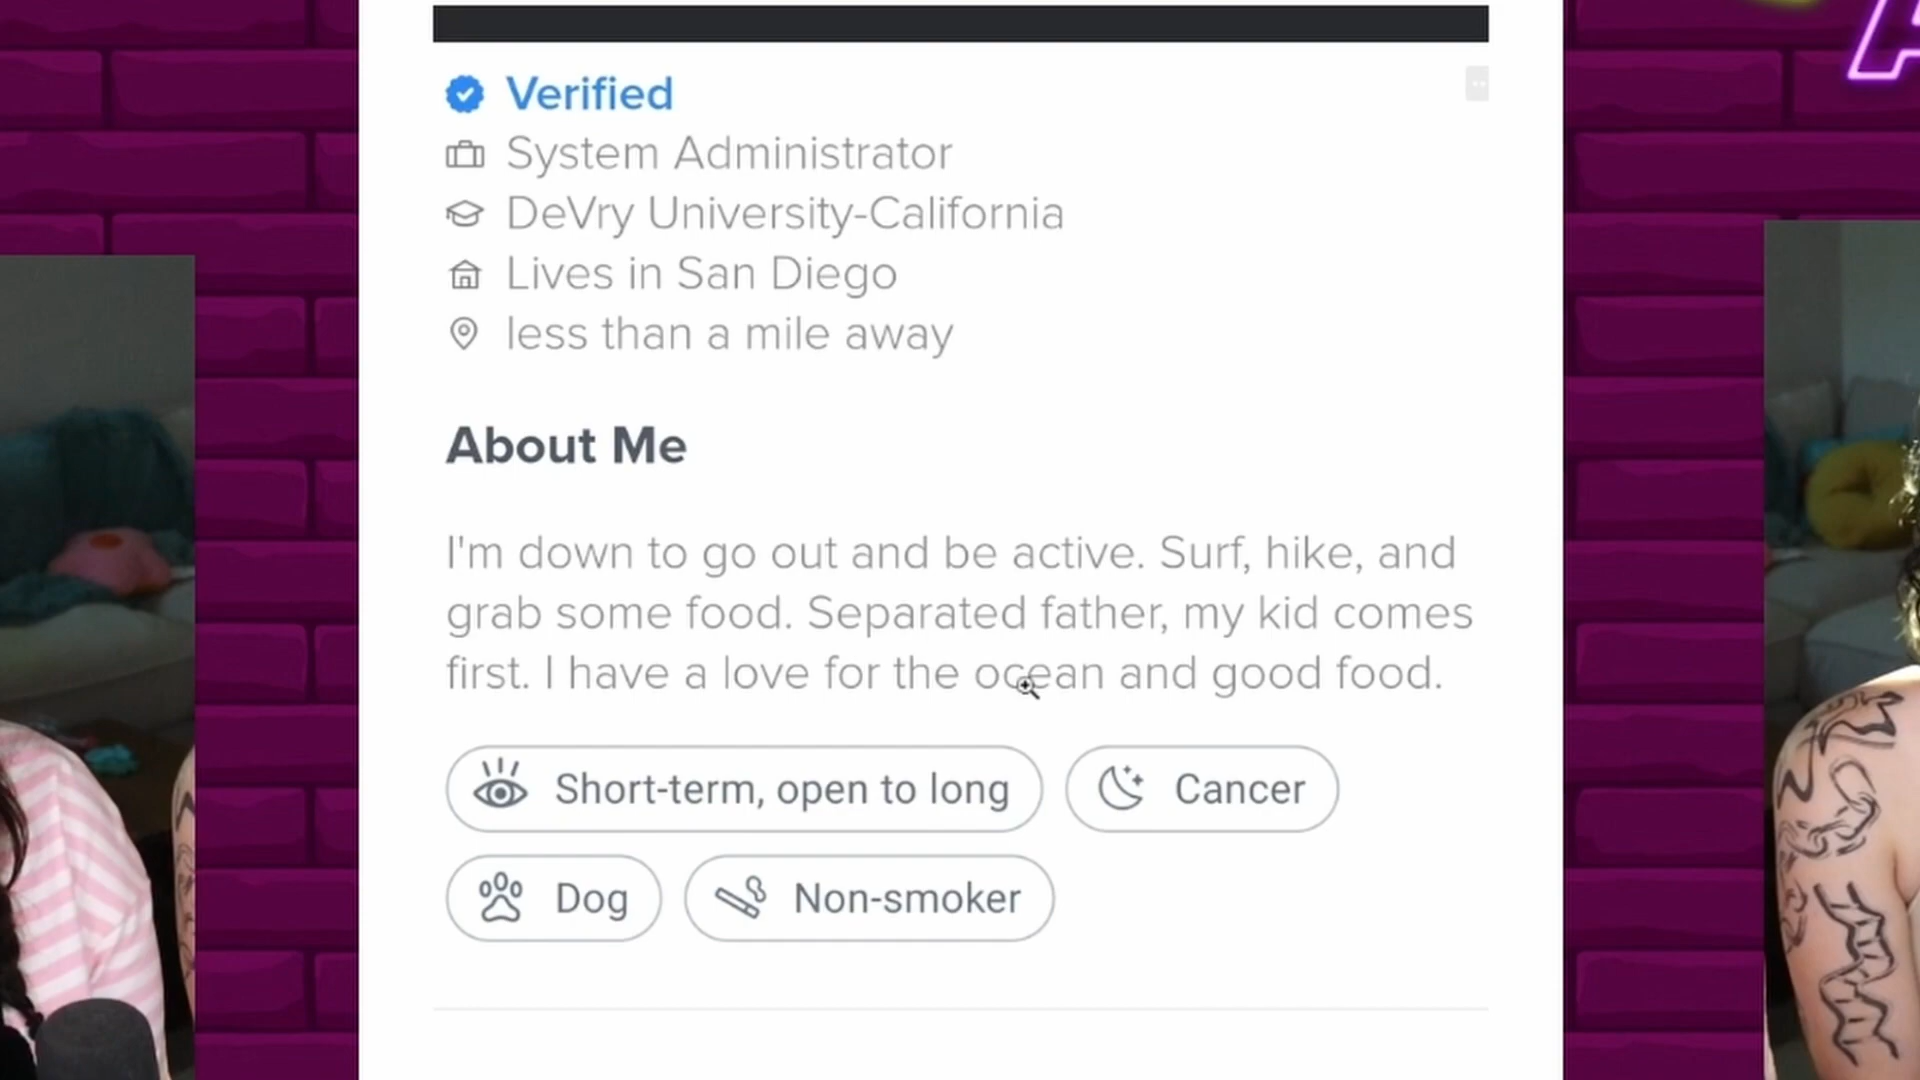 Verified
System Administrator
DeVry University-California
Lives in San Diego
less than a mile away
About Me
I'm down to go out and be active. Surf, hike, and
grab some food. Separated father, my kid comes
first. I have a love for the ocean and good food.
Short-term, open to long
Cancer
Dog
Non-smoker